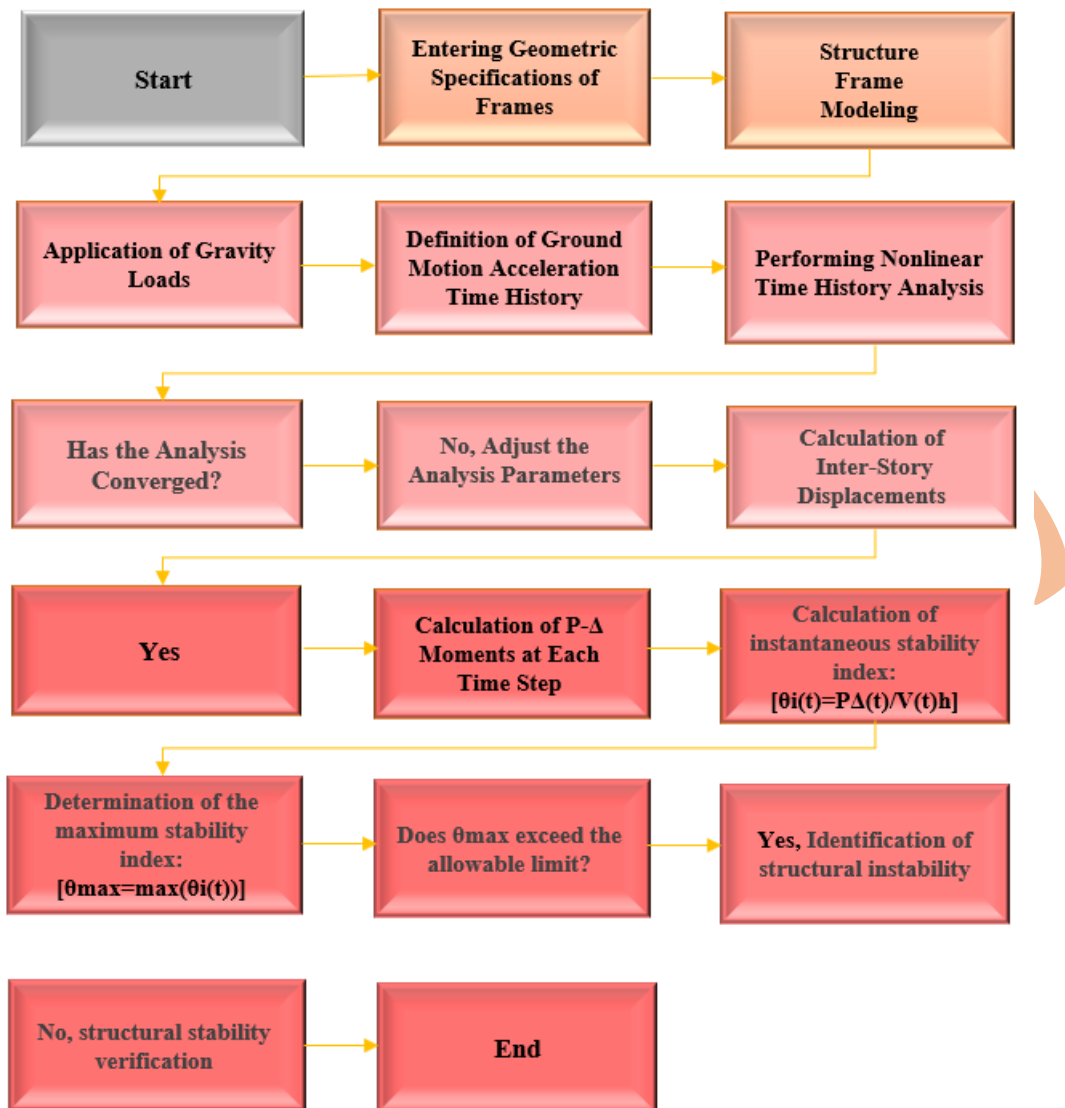 Start
Entering Geometric
Specifications of
Frames
Structure
Frame
Modeling
Application of Gravity
Loads
Definition of Ground
Motion Acceleration
Time History
Performing Nonlinear
Time History Analysis
Has the Analysis
Converged?
No, Adjust the
Analysis Parameters
Calculation of
Inter-Story
Displacements
Yes
Calculation of P-Δ
Moments at Each
Time Step
Calculation of
instantaneous stability
index:
[θi(t)=PΔ(t)/V(t)h]
Determination of the
maximum stability
index:
[θmax=max(θi(t))]
Does θmax exceed the
allowable limit?
Yes, Identification of
structural instability
No, structural stability
verification
End